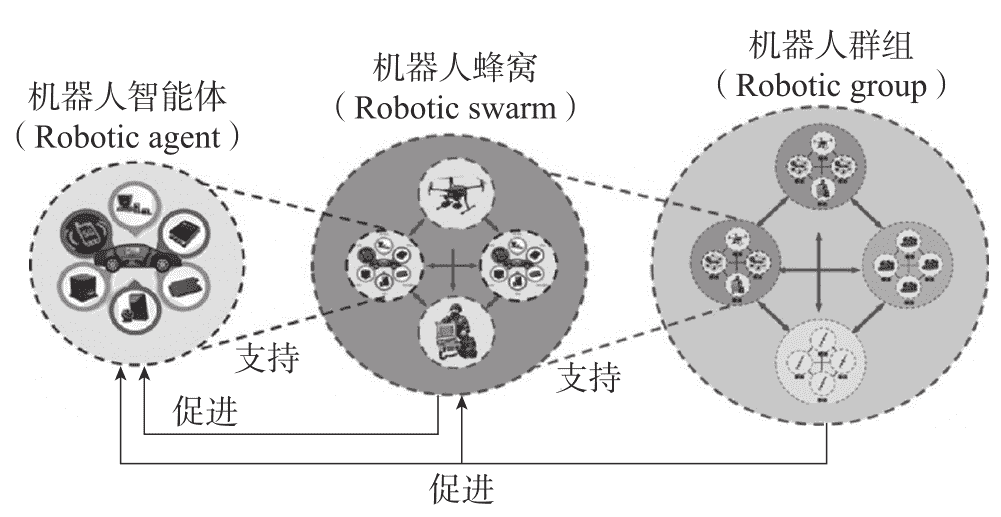 机器人智能体
（Robotic agent）
机器人蜂窝
（Robotic swarm）
机器人群组
（Robotic group）
支持
支持
促进
促进